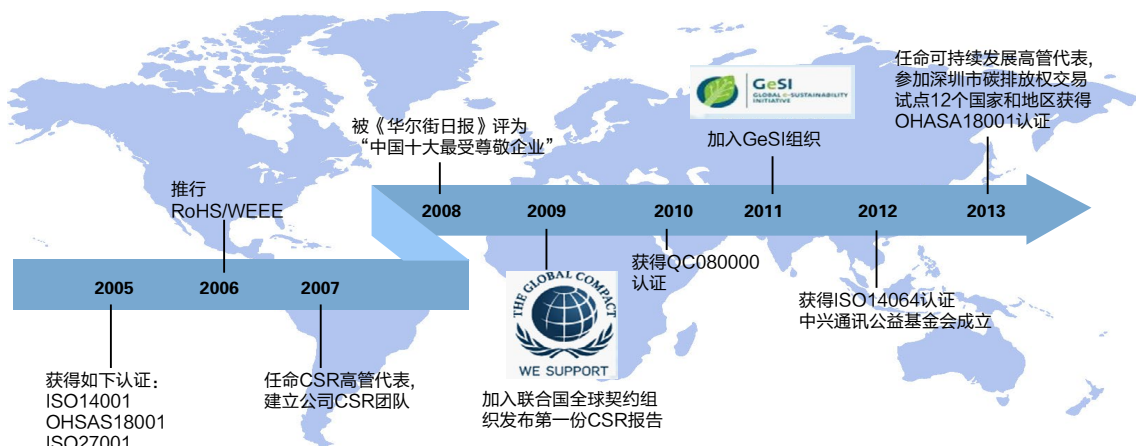 任命可持续发展高管代表，
参加深圳市碳排放权交易
试点12个国家和地区获得
OHASA18001认证
GeSI
GLOBAL e-SUSTAINABILITY
INITIATIVE
加入GeSI组织
被《华尔街日报》评为
“中国十大最受尊敬企业”
推行
RoHS/WEEE
2008
2009
2010
2011
2012
2013
2005
2006
2007
获得QC080000
认证
THE GLOBAL COMPACT
WE SUPPORT
获得ISO14064认证
中兴通讯公益基金会成立
获得如下认证：
ISO14001
OHSAS18001
ISO27001
任命CSR高管代表，
建立公司CSR团队
加入联合国全球契约组
织发布第一份CSR报告